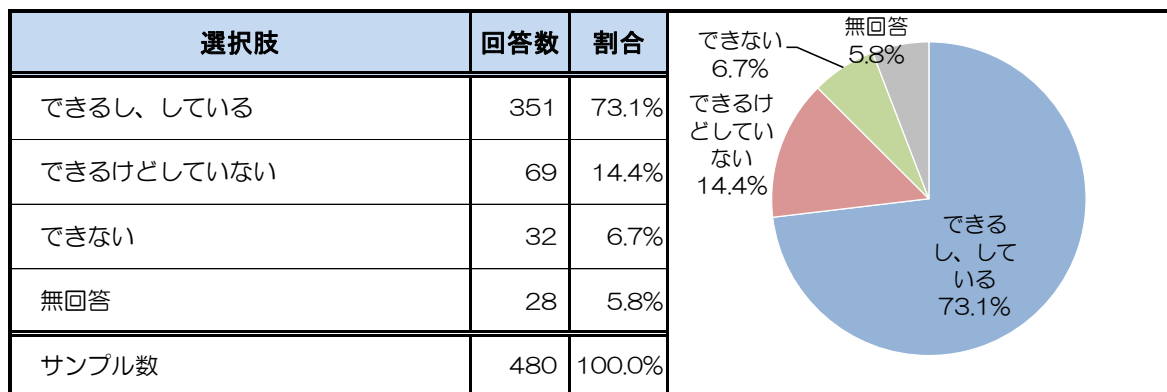 選択肢 回答数 割合
できるし、している 351 73.1%
できるけどしていない 69 14.4%
できない 32 6.7%
無回答 28 5.8%
サンプル数 480 100.0%
無回答
5.8%
できない
6.7%
できるけ
どしてい
ない
14.4%
できる
し、して
いる
73.1%